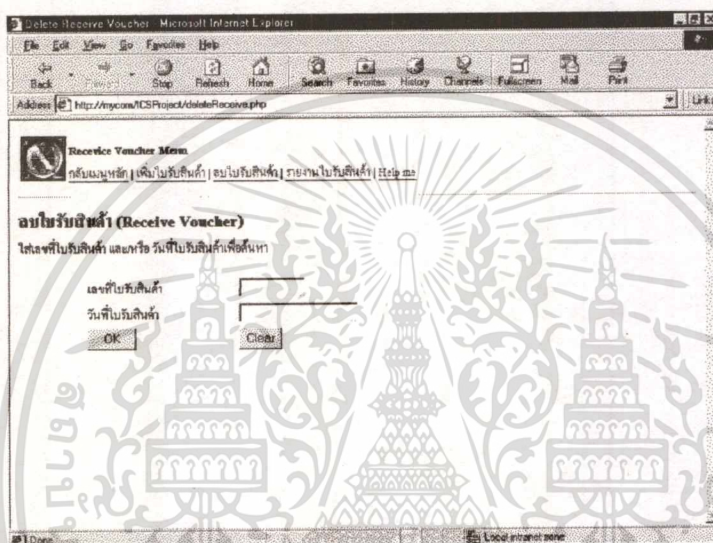 Delete Receive Voucher - Microsoft Internet Explorer
File Edit View Go Favorites Help
Back Forward Stop Refresh Home Search Favorites History Channels Fullscreen Mail Print
Address http://mycom/ICSProject/deleteReceive.php Links
Recevice Voucher Menu
กลับเมนูหลัก | เพิ่มใบรับสินค้า | ลบใบรับสินค้า | รายงานใบรับสินค้า | Help me
ลบใบรับสินค้า (Receive Voucher)
ใส่เลขที่ใบรับสินค้า และ/หรือ วันที่ใบรับสินค้าเพื่อค้นหา
เลขที่ใบรับสินค้า
วันที่ใบรับสินค้า
OK Clear
Done Local intranet zone